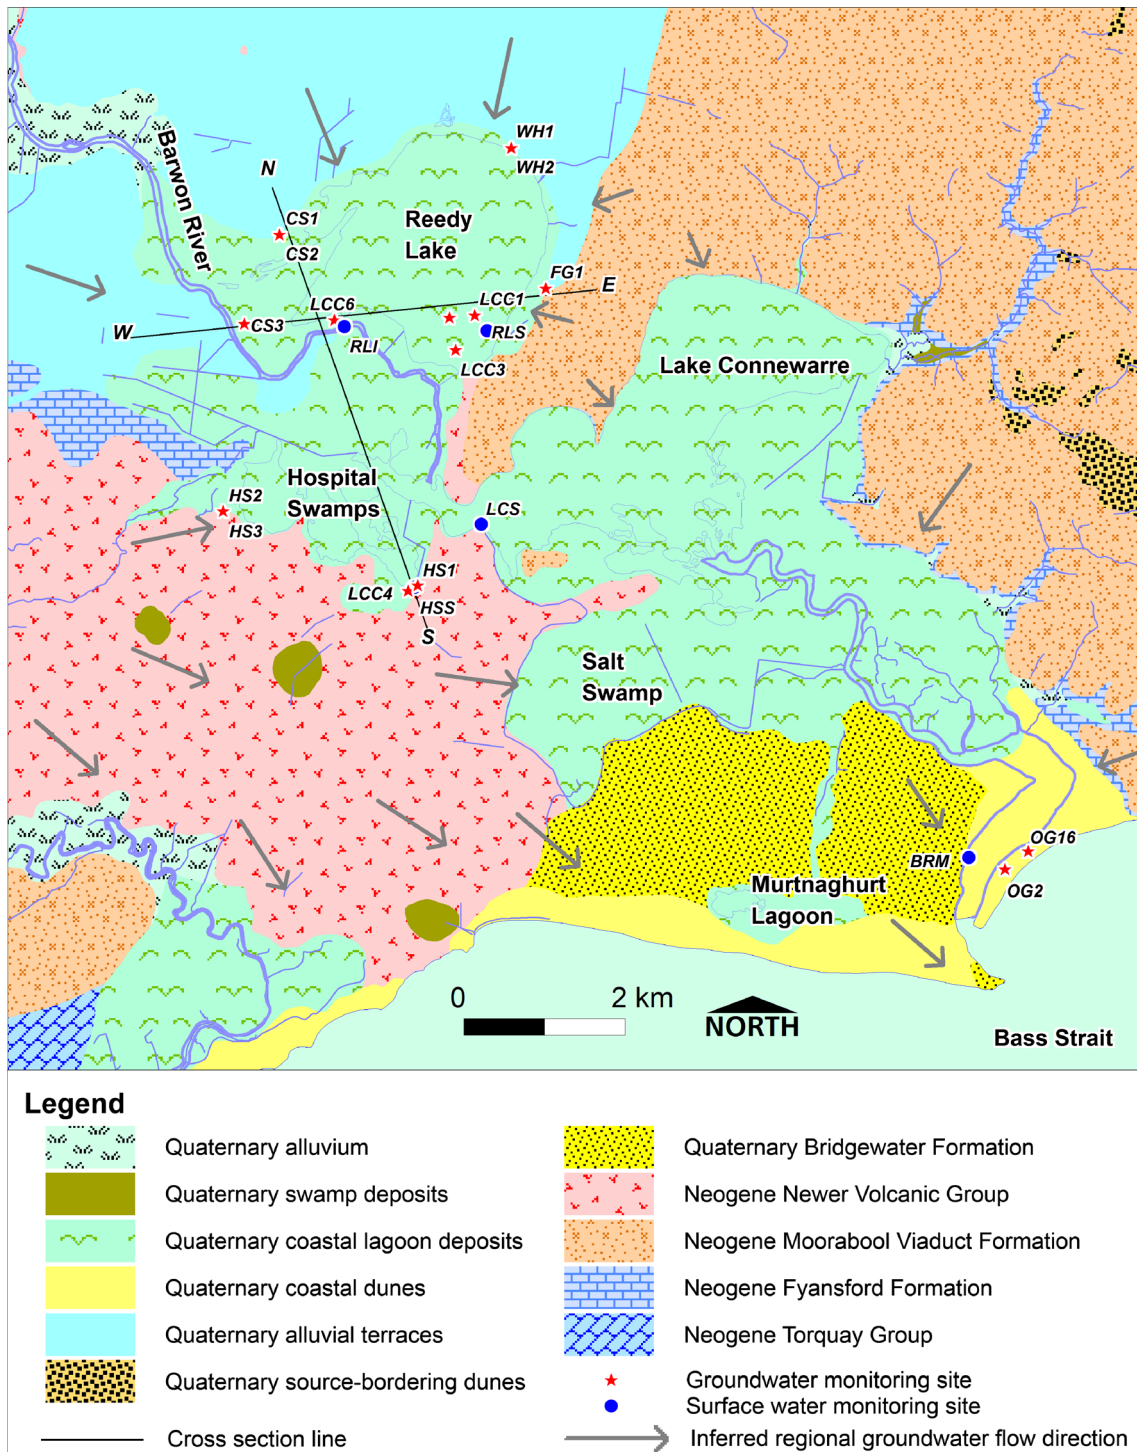 WH1
WH2
Barwon River
N
CS1
CS2
Reedy
Lake
FG1
E
LCC1
LCC6
CS3
W
RLI
RLS
LCC3
Lake Connewarre
Hospital
Swamps
HS2
HS3
LCS
HS1
LCC4
HSS
S
Salt
Swamp
OG16
BRM
OG2
Murtnaghurt
Lagoon
0 2 km
NORTH
Bass Strait
Legend
Quaternary alluvium
Quaternary swamp deposits
Quaternary coastal lagoon deposits
Quaternary coastal dunes
Quaternary alluvial terraces
Quaternary source-bordering dunes
Cross section line
Quaternary Bridgewater Formation
Neogene Newer Volcanic Group
Neogene Moorabool Viaduct Formation
Neogene Fyansford Formation
Neogene Torquay Group
Groundwater monitoring site
Surface water monitoring site
Inferred regional groundwater flow direction